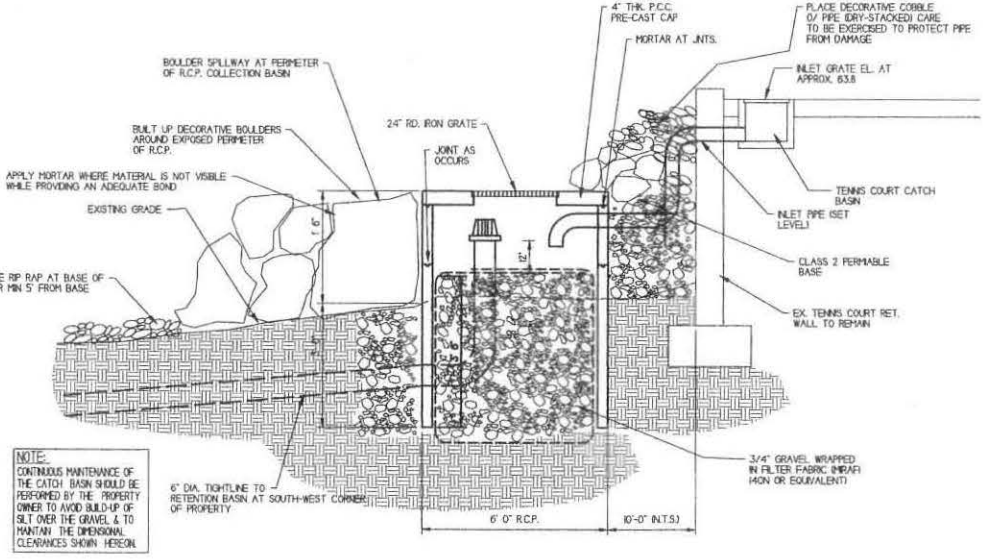 4" THK. P.C.C.
PRE-CAST CAP
MORTAR AT JNTS.
PLACE DECORATIVE COBBLE
O/ PIPE (DRY-STACKED) CARE
TO BE EXERCISED TO PROTECT PIPE
FROM DAMAGE
INLET GRATE EL. AT
APPROX. 63.8
BOULDER SPILLWAY AT PERIMETER
OF R.C.P. COLLECTION BASIN
24" RD. IRON GRATE
BUILT UP DECORATIVE BOULDERS
AROUND EXPOSED PERIMETER
OF R.C.P.
JOINT AS
OCCURS
APPLY MORTAR WHERE MATERIAL IS NOT VISIBLE
WHILE PROVIDING AN ADEQUATE BOND
EXISTING GRADE
TENNIS COURT CATCH
BASIN
INLET PIPE (SET
LEVEL)
12"
CLASS 2 PERMIABLE
BASE
E RIP RAP AT BASE OF
R MIN 5' FROM BASE
EX. TENNIS COURT RET.
WALL TO REMAIN
3/4" GRAVEL WRAPPED
IN FILTER FABRIC (MIRAFI
140N OR EQUIVALENT)
6" DIA. TIGHTLINE TO
RETENTION BASIN AT SOUTH-WEST CORNER
OF PROPERTY
6' 0" R.C.P.
10'-0" (N.T.S.)
NOTE:
CONTINUOUS MAINTENANCE OF
THE CATCH BASIN SHOULD BE
PERFORMED BY THE PROPERTY
OWNER TO AVOID BUILD-UP OF
SILT OVER THE GRAVEL & TO
MAINTAIN THE DIMENSIONAL
CLEARANCES SHOWN HEREON.